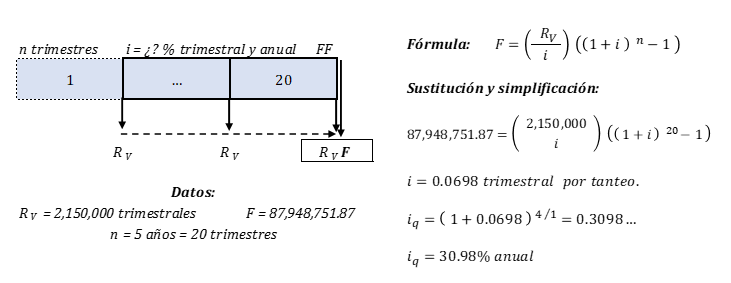 n trimestres i = ¿? % trimestral y anual FF
1 ... 20
R_V R_V R_V F
Datos:
R_V = 2,150,000 trimestrales F = 87,948,751.87
n = 5 años = 20 trimestres
Fórmula: F = (R_V / i) ((1 + i)^n − 1)
Sustitución y simplificación:
87,948,751.87 = (2,150,000 / i) ((1 + i)^20 − 1)
i = 0.0698 trimestral por tanteo.
i_q = (1 + 0.0698)^4/1 = 0.3098 ...
i_q = 30.98% anual